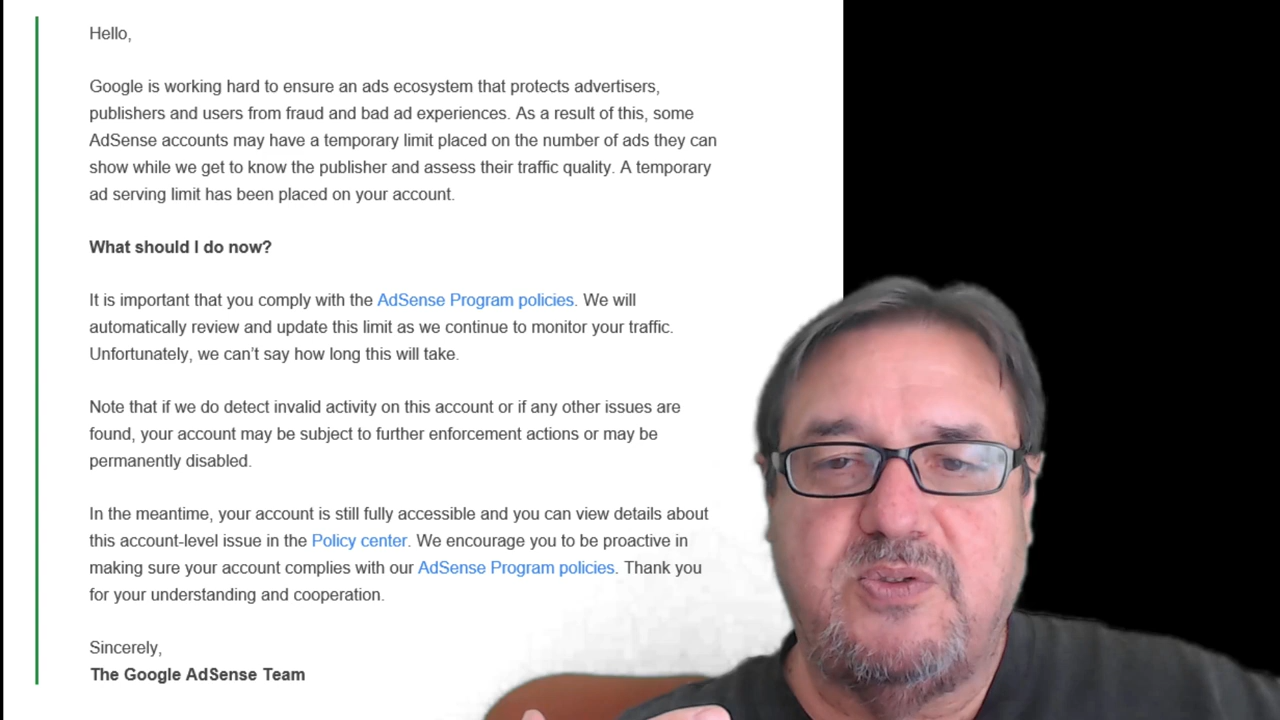 Hello,
Google is working hard to ensure an ads ecosystem that protects advertisers,
publishers and users from fraud and bad ad experiences. As a result of this, some
AdSense accounts may have a temporary limit placed on the number of ads they can
show while we get to know the publisher and assess their traffic quality. A temporary
ad serving limit has been placed on your account.
What should I do now?
It is important that you comply with the AdSense Program policies. We will
automatically review and update this limit as we continue to monitor your traffic.
Unfortunately, we can’t say how long this will take.
Note that if we do detect invalid activity on this account or if any other issues are
found, your account may be subject to further enforcement actions or may be
permanently disabled.
In the meantime, your account is still fully accessible and you can view details about
this account-level issue in the Policy center. We encourage you to be proactive in
making sure your account complies with our AdSense Program policies. Thank you
for your understanding and cooperation.
Sincerely,
The Google AdSense Team